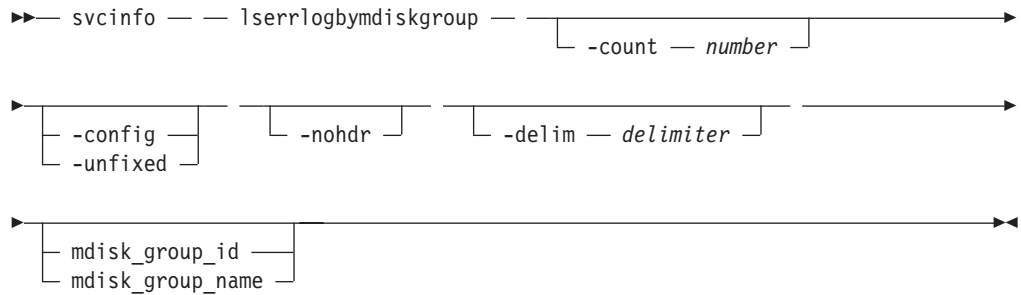 svcinfo lserrlogbymdiskgroup
-count number
-config -nohdr -delim delimiter
-unfixed
mdisk_group_id
mdisk_group_name